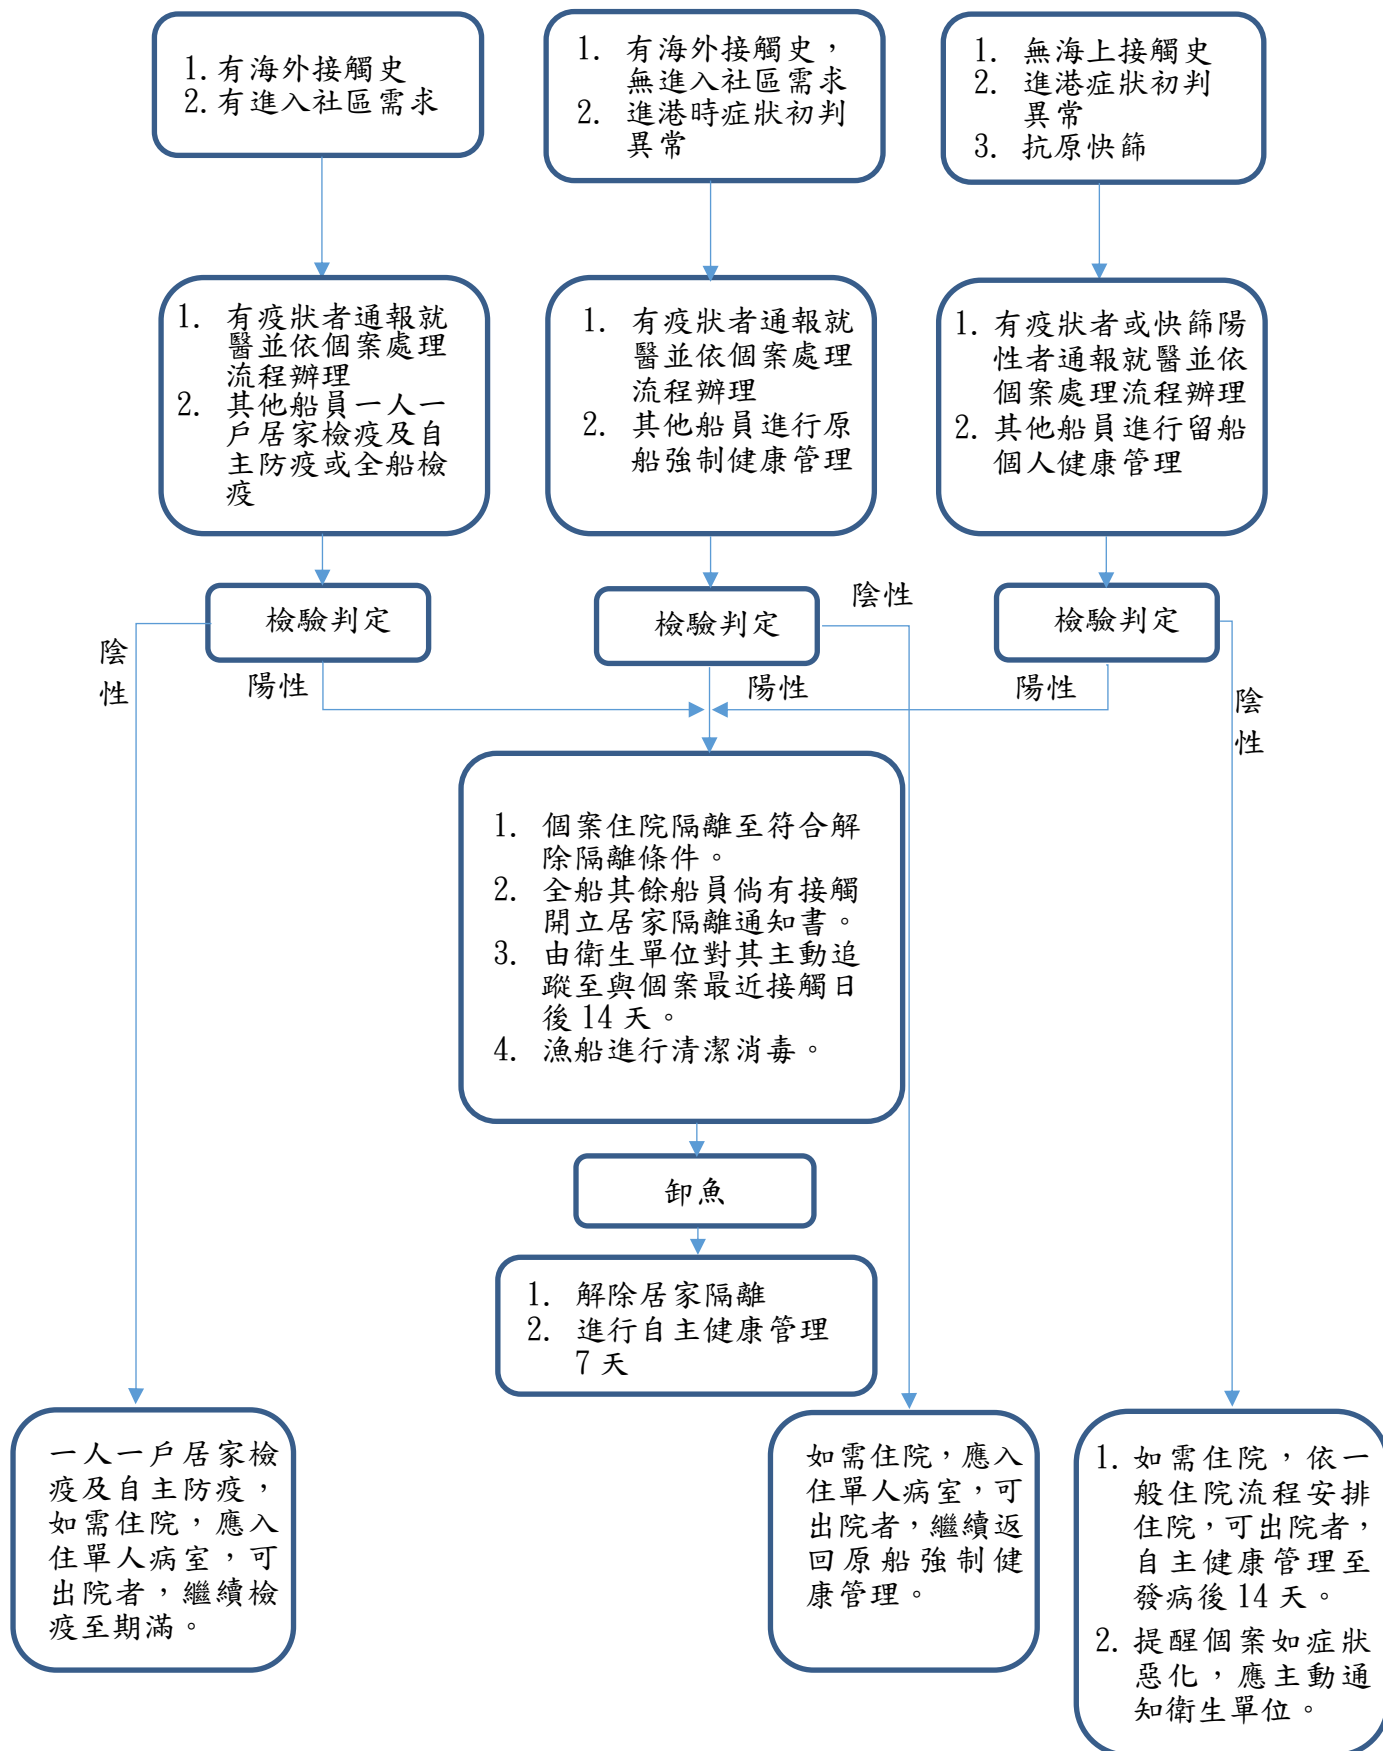 1. 有海外接觸史
2. 有進入社區需求
1. 有海外接觸史，
無進入社區需求
2. 進港時症狀初判
異常
1. 無海上接觸史
2. 進港症狀初判
異常
3. 抗原快篩
1. 有疫狀者通報就
醫並依個案處理
流程辦理
2. 其他船員一人一
戶居家檢疫及自
主防疫或全船檢
疫
1. 有疫狀者通報就
醫並依個案處理
流程辦理
2. 其他船員進行原
船強制健康管理
1. 有疫狀者或快篩陽
性者通報就醫並依
個案處理流程辦理
2. 其他船員進行留船
個人健康管理
檢驗判定
檢驗判定
檢驗判定
陰
性
陽性
陰性
陽性
陽性
陰
性
1. 個案住院隔離至符合解
除隔離條件。
2. 全船其餘船員倘有接觸
開立居家隔離通知書。
3. 由衛生單位對其主動追
蹤至與個案最近接觸日
後 14 天。
4. 漁船進行清潔消毒。
卸魚
1. 解除居家隔離
2. 進行自主健康管理
7 天
一人一戶居家檢
疫及自主防疫，
如需住院，應入
住單人病室，可
出院者，繼續檢
疫至期滿。
如需住院，應入
住單人病室，可
出院者，繼續返
回原船強制健
康管理。
1. 如需住院，依一
般住院流程安排
住院，可出院者，
自主健康管理至
發病後 14 天。
2. 提醒個案如症狀
惡化，應主動通
知衛生單位。